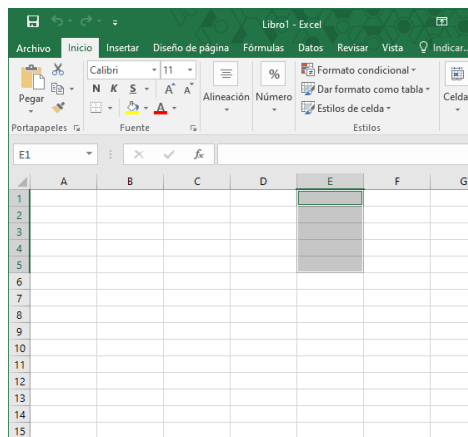 Libro1 - Excel
Archivo Inicio Insertar Diseño de página Fórmulas Datos Revisar Vista Indicar...
Pegar
Calibri 11
N K S A A A
Alineación
%
Número
Formato condicional
Dar formato como tabla
Estilos de celda
Celda
Portapapeles Fuente Estilos
E1 fx
A B C D E F G
1
2
3
4
5
6
7
8
9
10
11
12
13
14
15